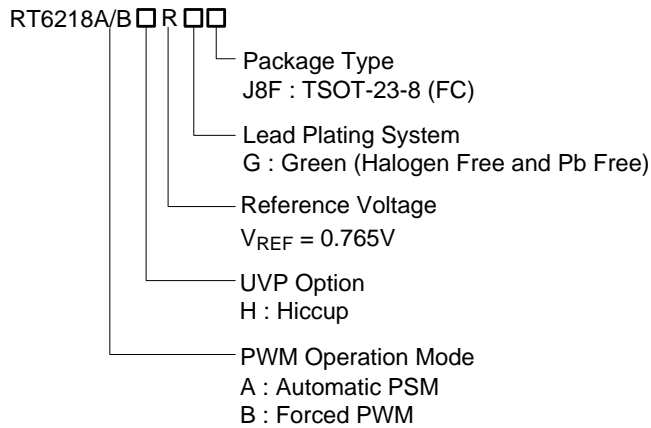 RT6218A/B□R□□
Package Type
J8F : TSOT-23-8 (FC)
Lead Plating System
G : Green (Halogen Free and Pb Free)
Reference Voltage
VREF = 0.765V
UVP Option
H : Hiccup
PWM Operation Mode
A : Automatic PSM
B : Forced PWM